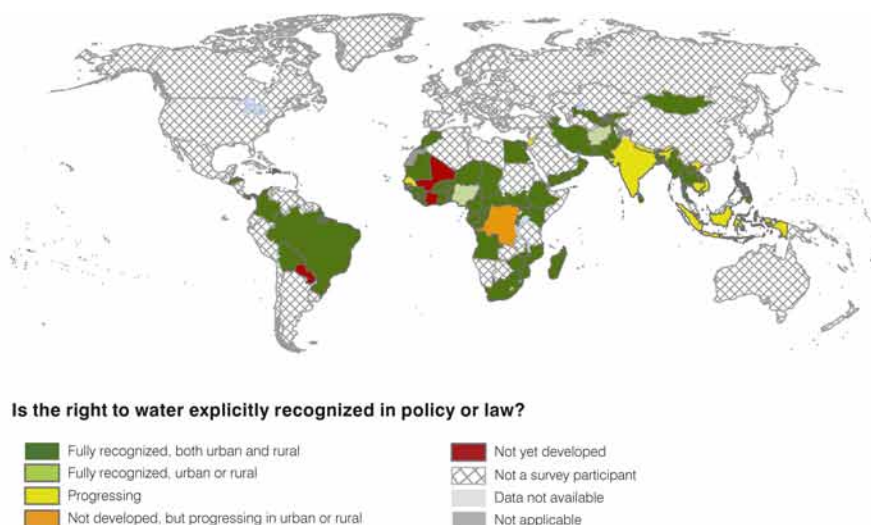 Is the right to water explicitly recognized in policy or law?
Fully recognized, both urban and rural
Fully recognized, urban or rural
Progressing
Not developed, but progressing in urban or rural
Not yet developed
Not a survey participant
Data not available
Not applicable